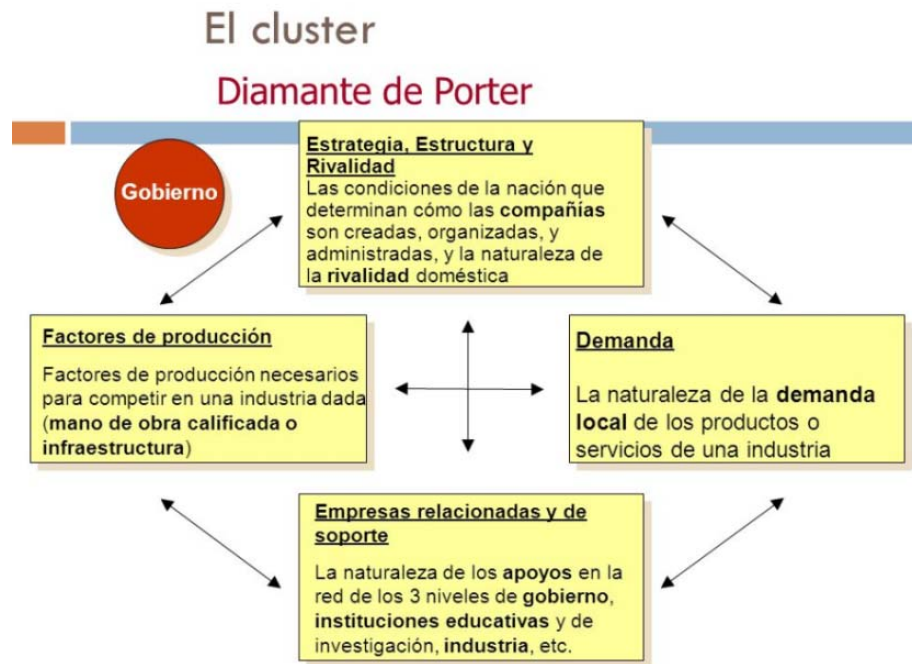 El cluster
Diamante de Porter
Gobierno
Estrategia, Estructura y
Rivalidad
Las condiciones de la nación que
determinan cómo las compañías
son creadas, organizadas, y
administradas, y la naturaleza de
la rivalidad doméstica
Factores de producción
Factores de producción necesarios
para competir en una industria dada
(mano de obra calificada o
infraestructura)
Demanda
La naturaleza de la demanda
local de los productos o
servicios de una industria
Empresas relacionadas y de
soporte
La naturaleza de los apoyos en la
red de los 3 niveles de gobierno,
instituciones educativas y de
investigación, industria, etc.